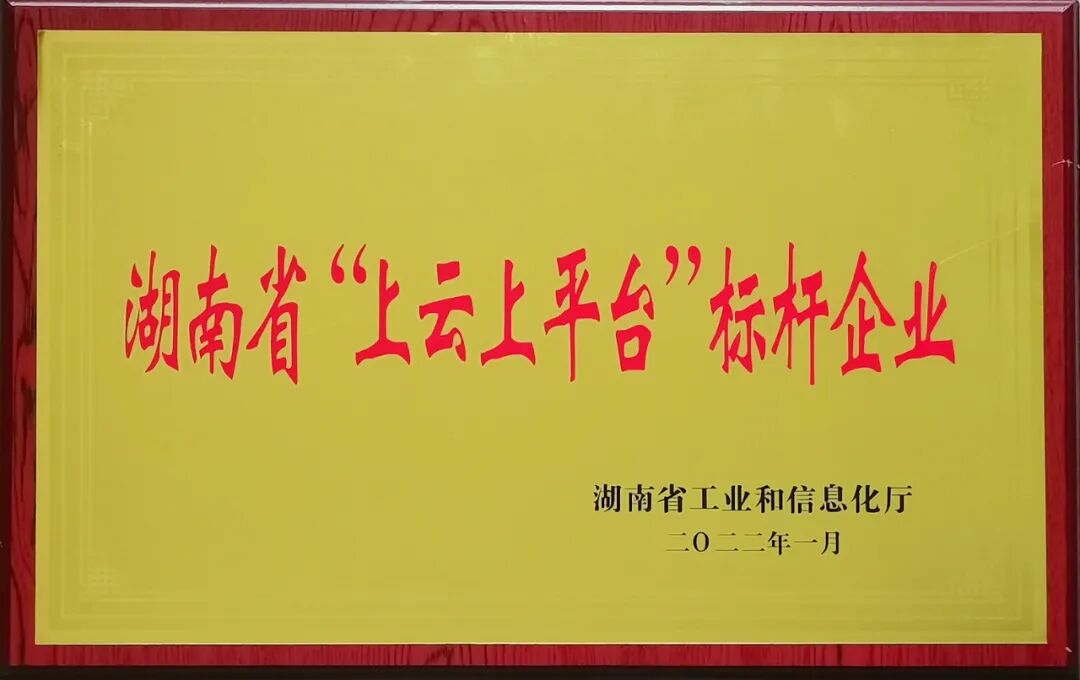 湖南省“上云上平台”标杆企业
湖南省工业和信息化厅
二〇二二年一月